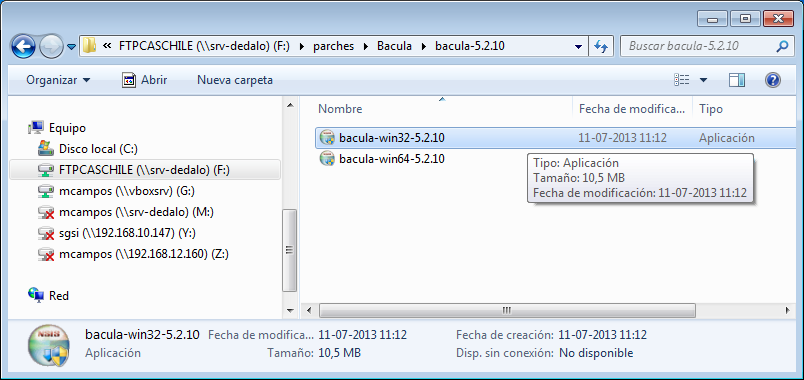 « FTPCASCHILE (\\srv-dedalo) (F:) ▸ parches ▸ Bacula ▸ bacula-5.2.10
Buscar bacula-5.2.10
Organizar
Abrir
Nueva carpeta
Equipo
Disco local (C:)
FTPCASCHILE (\\srv-dedalo) (F:)
mcampos (\\vboxsrv) (G:)
mcampos (\\srv-dedalo) (M:)
sgsi (\\192.168.10.147) (Y:)
mcampos (\\192.168.12.160) (Z:)
Red
Nombre Fecha de modifica... Tipo
bacula-win32-5.2.10 11-07-2013 11:12 Aplicación
bacula-win64-5.2.10
Tipo: Aplicación
Tamaño: 10,5 MB
Fecha de modificación: 11-07-2013 11:12
NSIS
bacula-win32-5.2.10 Fecha de modifica... 11-07-2013 11:12 Fecha de creación: 11-07-2013 11:12
Aplicación Tamaño: 10,5 MB Disp. sin conexión: No disponible